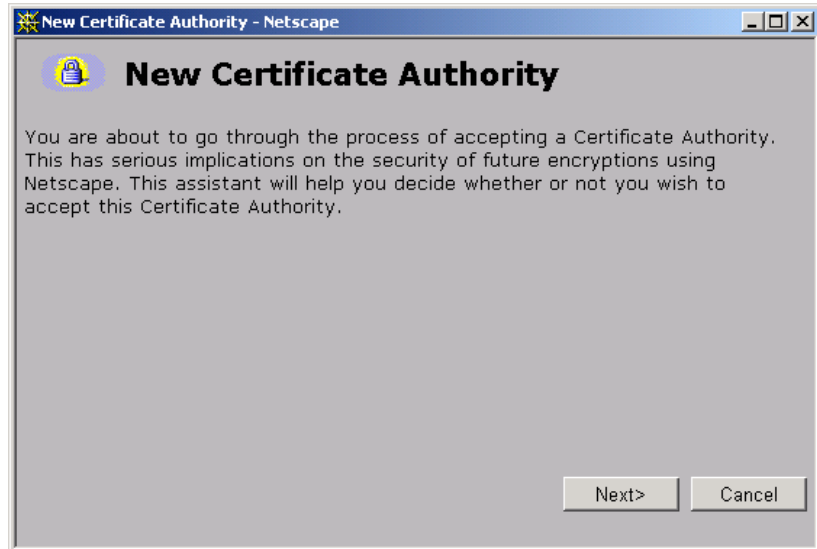 New Certificate Authority - Netscape
New Certificate Authority
You are about to go through the process of accepting a Certificate Authority.
This has serious implications on the security of future encryptions using
Netscape. This assistant will help you decide whether or not you wish to
accept this Certificate Authority.
Next> Cancel